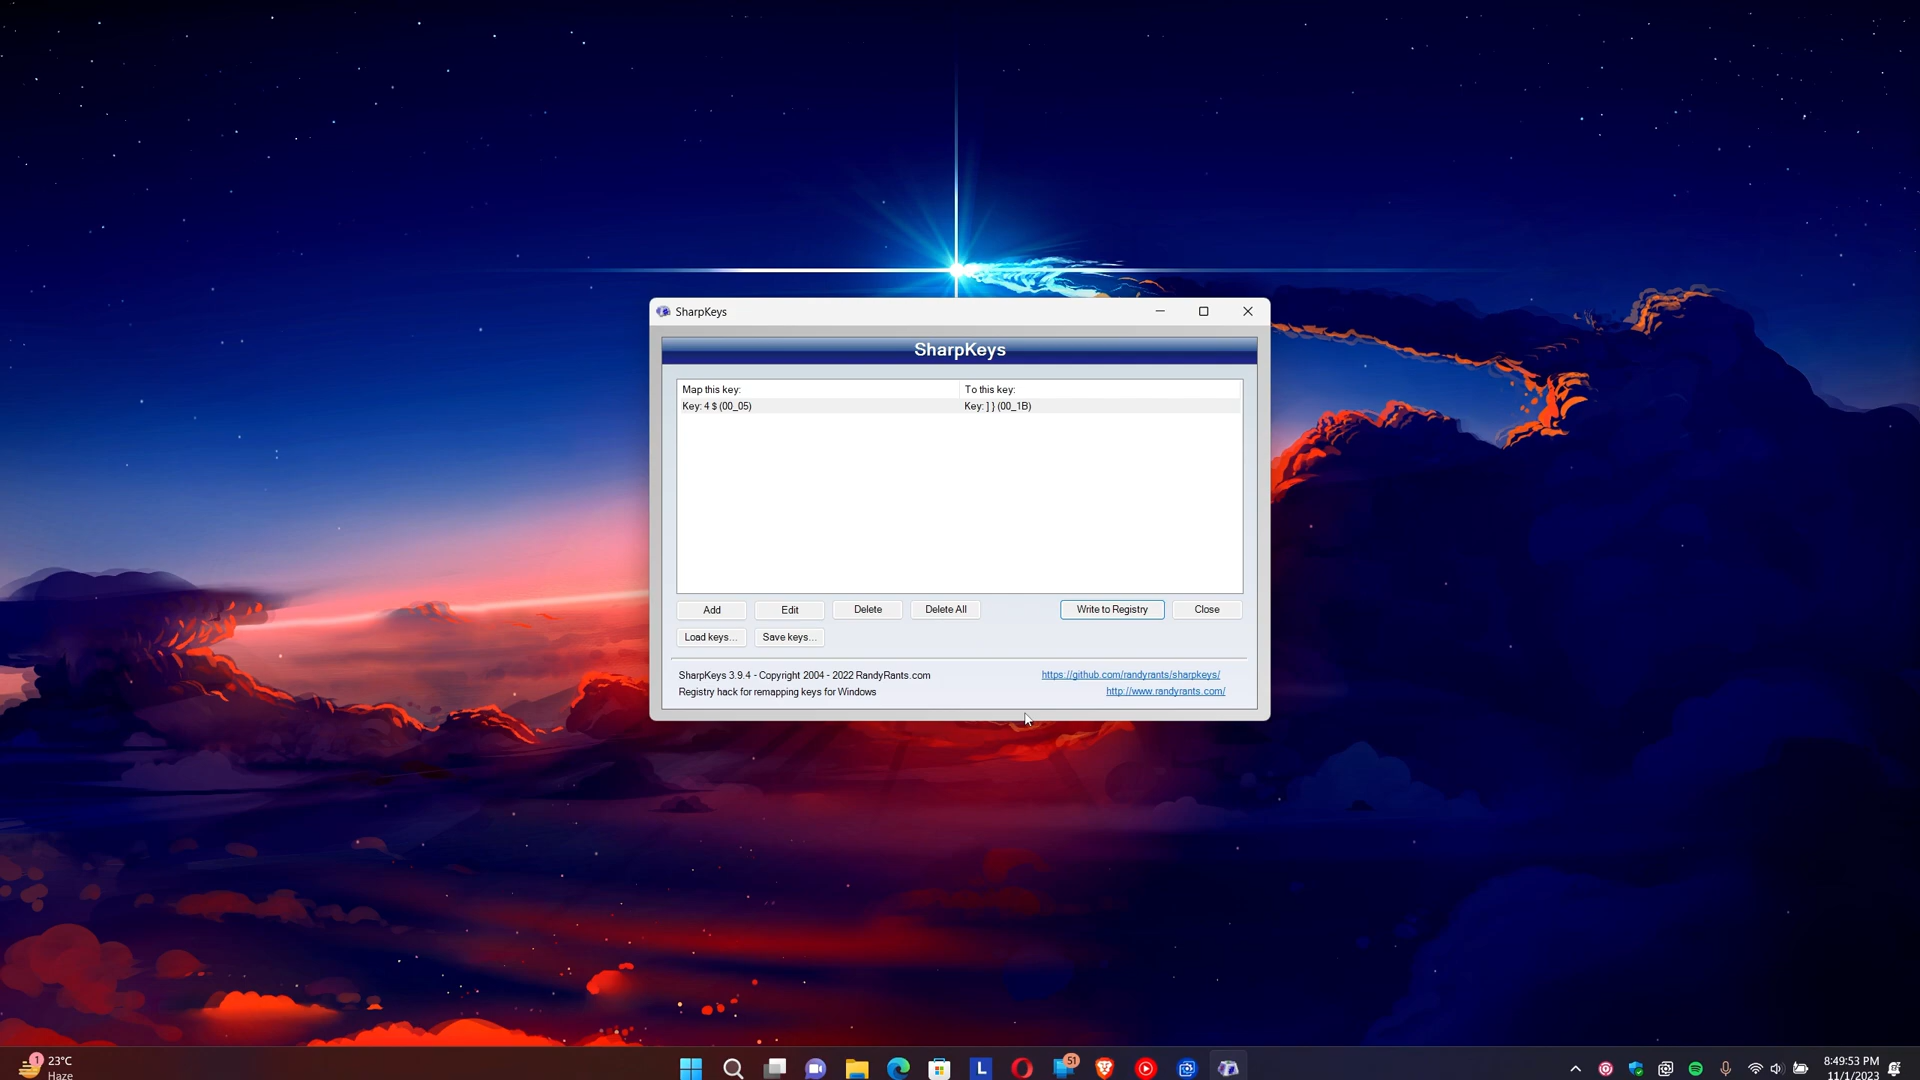 SharpKeys
SharpKeys
Map this key:
To this key:
Key: 4 $ (00_05)
Key: ] } (00_1B)
Add
Edit
Delete
Delete All
Write to Registry
Close
Load keys...
Save keys...
SharpKeys 3.9.4 - Copyright 2004 - 2022 RandyRants.com
https://github.com/randyrants/sharpkeys/
Registry hack for remapping keys for Windows
http://www.randyrants.com/
1
23°C
Haze
L
51
8:49:53 PM
11/1/2023